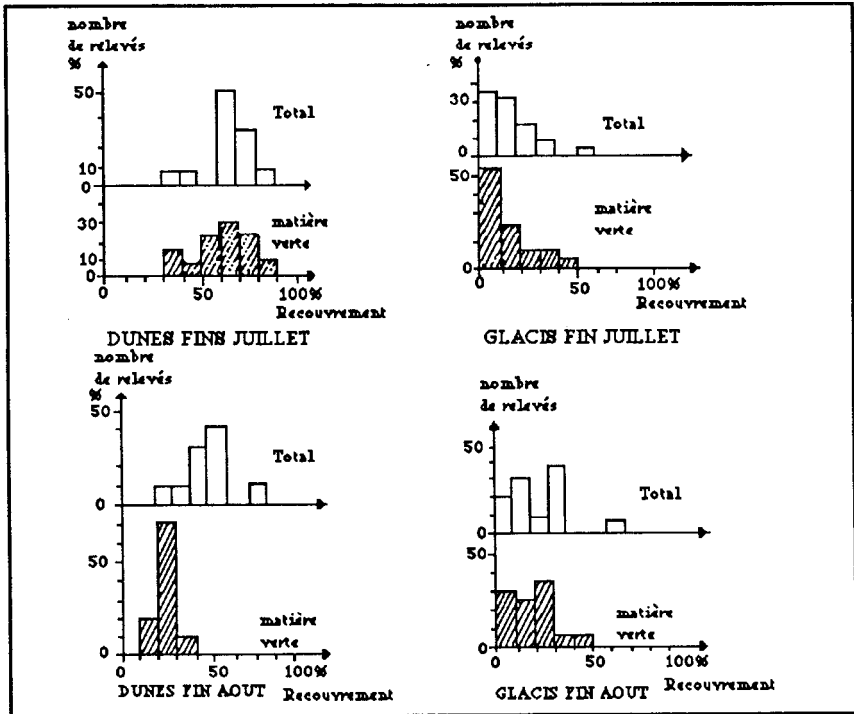 nombre
de relevés
%
50
Total
10
0
30
matière
verte
10
0
0 50 100%
Recouvrement
DUNES FINS JUILLET
nombre
de relevés
%
30
Total
0
50
matière
verte
0
0 50 100%
Recouvrement
GLACIS FIN JUILLET
nombre
de relevés
%
50
Total
0
50
matière
verte
0
0 50 100%
DUNES FIN AOUT Recouvrement
nombre
de relevés
50
Total
0
50
matière
verte
0
0 50 100%
GLACIS FIN AOUT Recouvrement